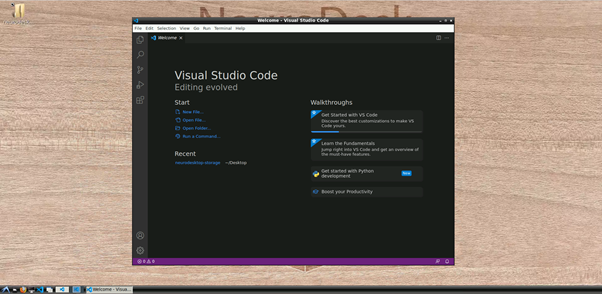 Welcome - Visual Studio Code
File Edit Selection View Go Run Terminal Help
Welcome
Visual Studio Code
Editing evolved
Start
New File...
Open File...
Open Folder...
Run a Command...
Recent
neurodesktop-storage ~/Desktop
Walkthroughs
Get Started with VS Code
Discover the best customizations to make VS
Code yours.
Learn the Fundamentals
Jump right into VS Code and get an overview of
the must-have features.
Get started with Python
development
New
Boost your Productivity
0 0
Welcome - Visua...